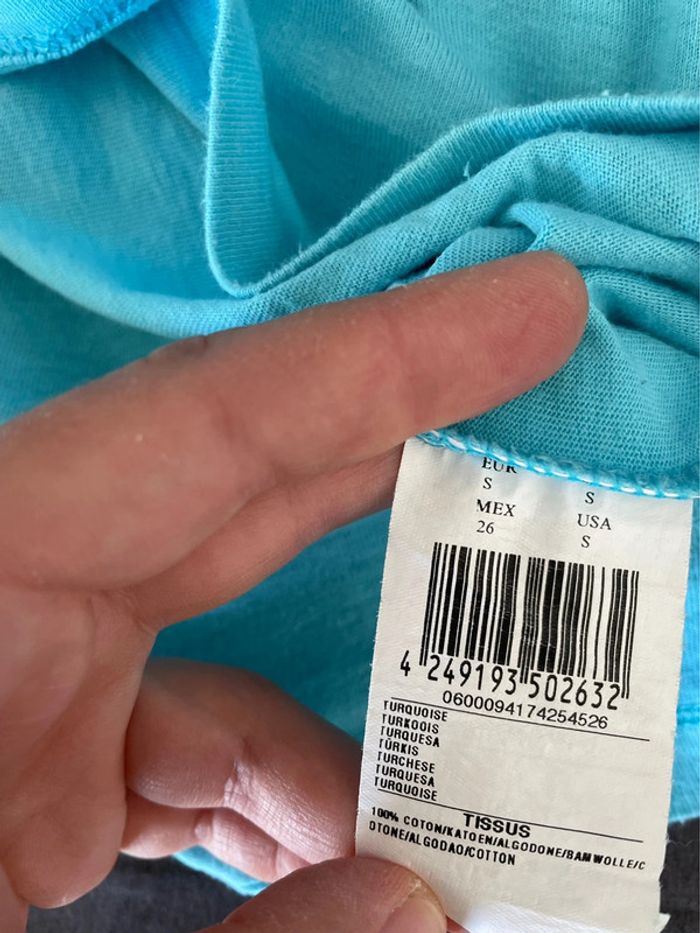 EUR
S S
MEX USA
26 S
4 249193 502632
0600094174254526
TURQUOISE
TURKOOIS
TURQUESA
TÜRKIS
TURCHESE
TURQUESA
TURQUOISE
TISSUS
100% COTON/KATOEN/ALGODONE/BAMWOLLE/C
OTONE/ALGODAO/COTTON